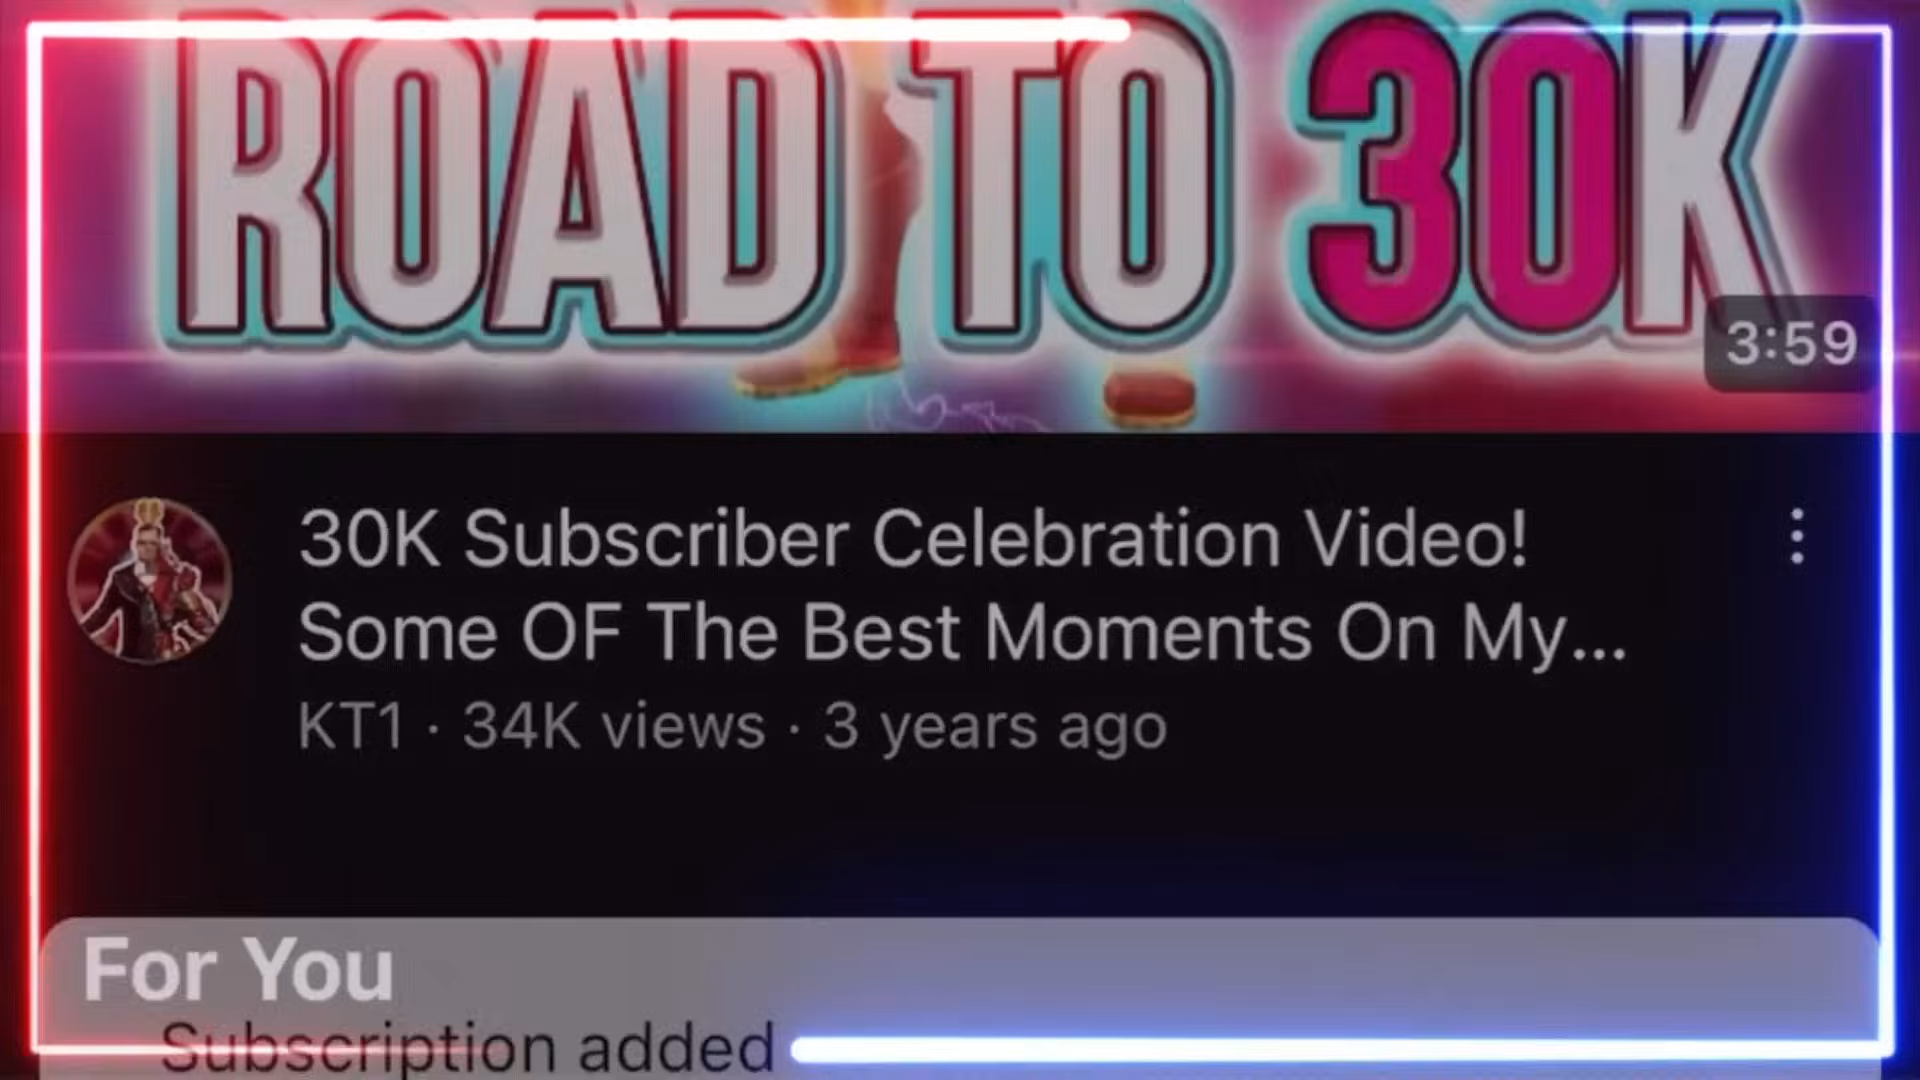 ROAD TO 30K
3:59
30K Subscriber Celebration Video!
Some OF The Best Moments On My...
KT1 · 34K views · 3 years ago
For You
Subscription added